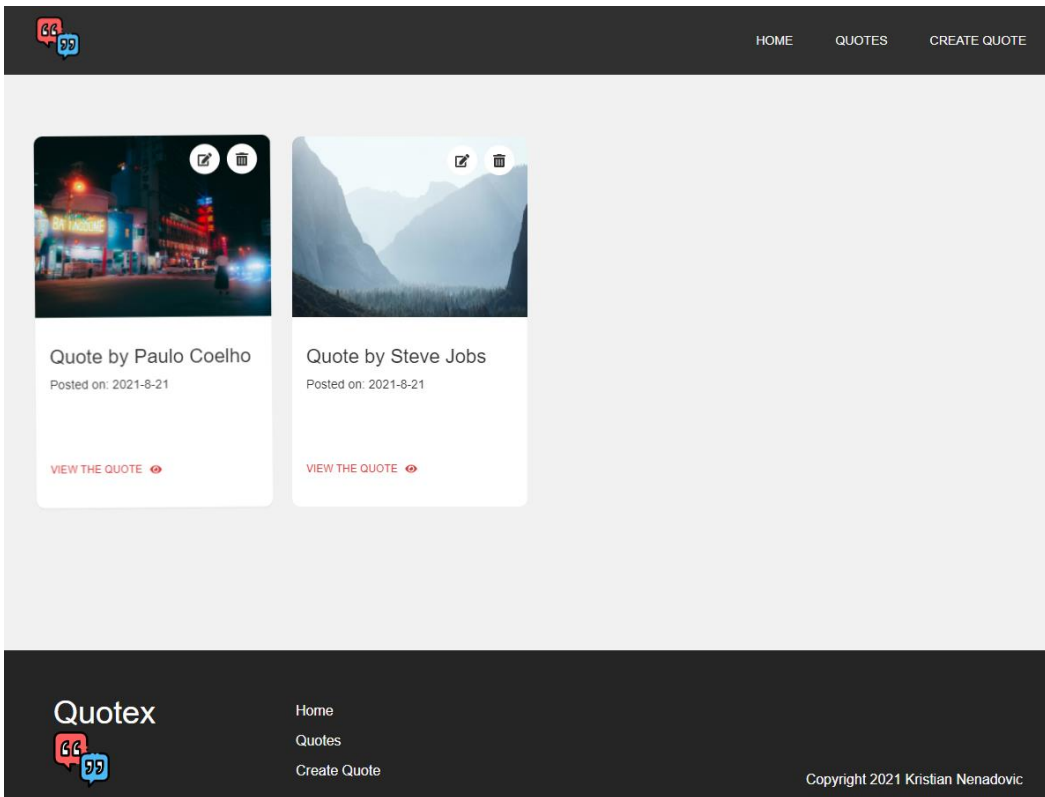 HOME QUOTES CREATE QUOTE
Quote by Paulo Coelho
Posted on: 2021-8-21
VIEW THE QUOTE
Quote by Steve Jobs
Posted on: 2021-8-21
VIEW THE QUOTE
Quotex
Home
Quotes
Create Quote
Copyright 2021 Kristian Nenadovic